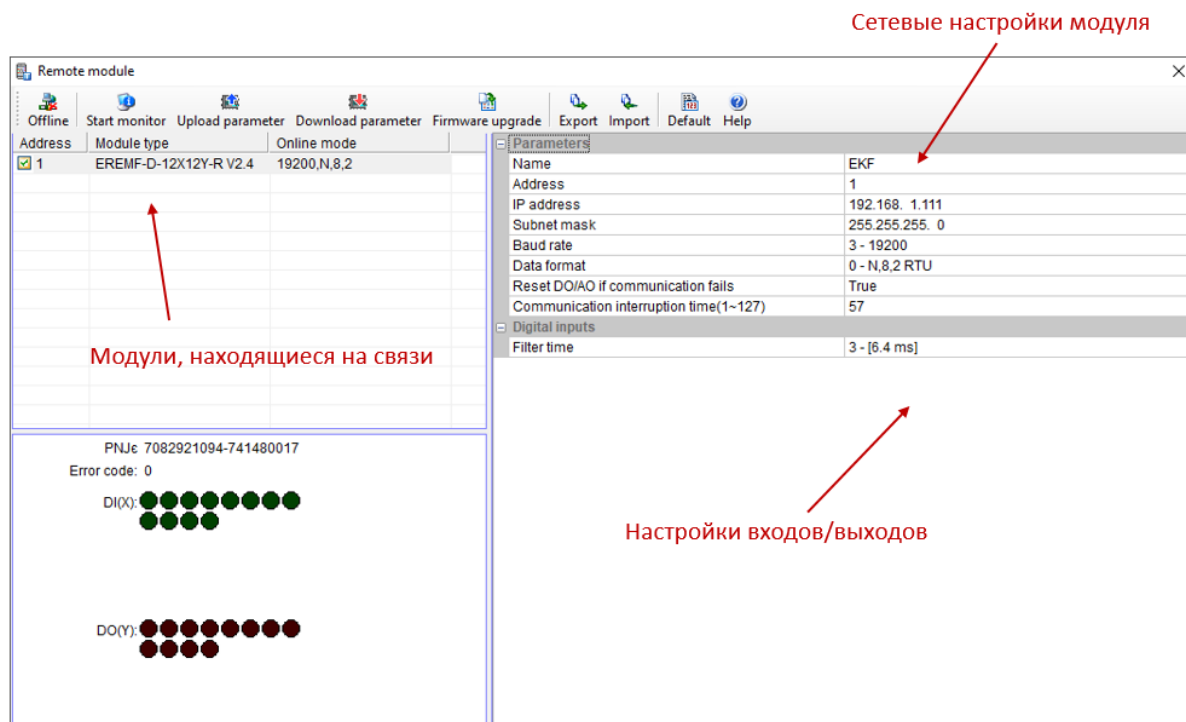 Сетевые настройки модуля
Remote module
Offline Start monitor Upload parameter Download parameter Firmware upgrade Export Import Default Help
Address Module type Online mode
1 EREMF-D-12X12Y-R V2.4 19200,N,8,2
Parameters
Name EKF
Address 1
IP address 192.168. 1.111
Subnet mask 255.255.255. 0
Baud rate 3 - 19200
Data format 0 - N,8,2 RTU
Reset DO/AO if communication fails True
Communication interruption time(1~127) 57
Digital inputs
Filter time 3 - [6.4 ms]
Модули, находящиеся на связи
PNJє 7082921094-741480017
Error code: 0
DI(X):
Настройки входов/выходов
DO(Y):